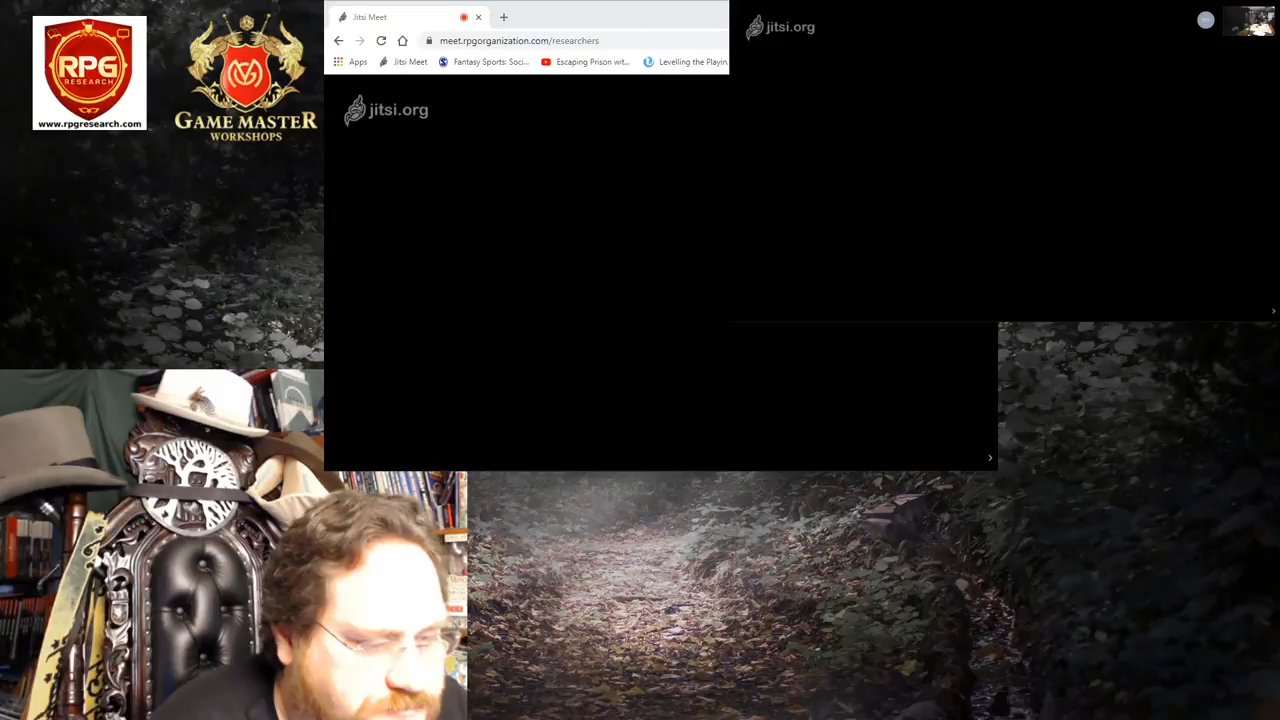 RPG
RESEARCH
www.rpgresearch.com
GAME MASTER
WORKSHOPS
Jitsi Meet
meet.rpgorganization.com/researchers
Apps
Jitsi Meet
Fantasy Sports: Soci...
Escaping Prison wit...
Levelling the Playin
jitsi.org
jitsi.org